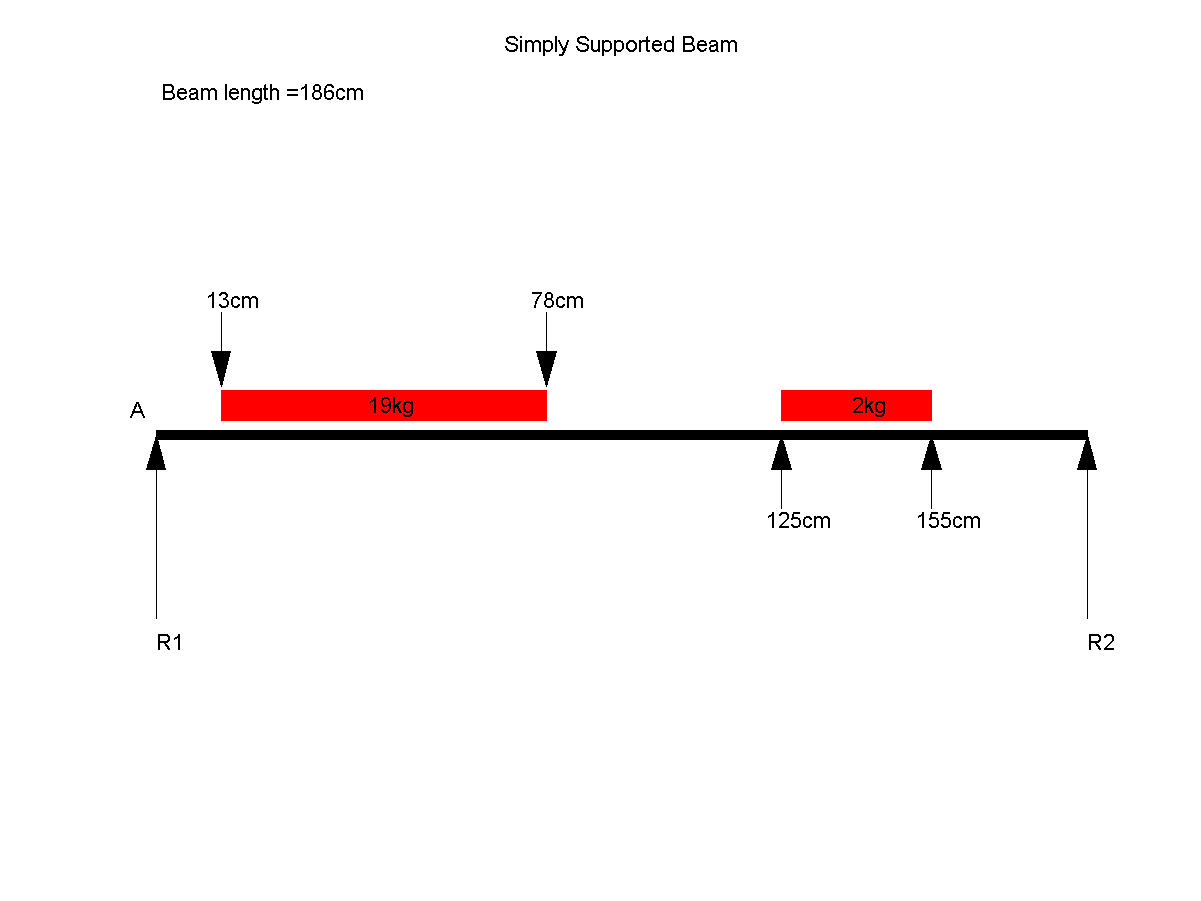 Simply Supported Beam
Beam length =186cm
13cm
78cm
A
19kg
2kg
125cm
155cm
R1
R2